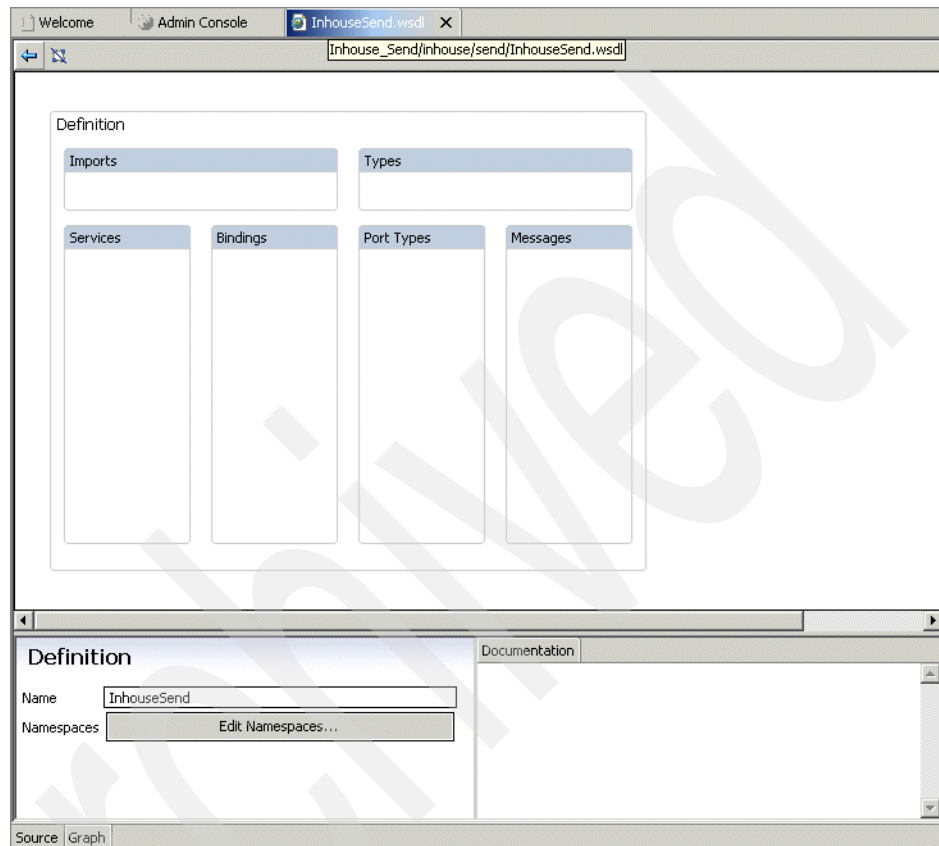 Welcome Admin Console InhouseSend.wsdl X
Inhouse_Send/inhouse/send/InhouseSend.wsdl
Definition
Imports Types
Services Bindings Port Types Messages
Definition Documentation
Name InhouseSend
Namespaces Edit Namespaces...
Source Graph
rchived